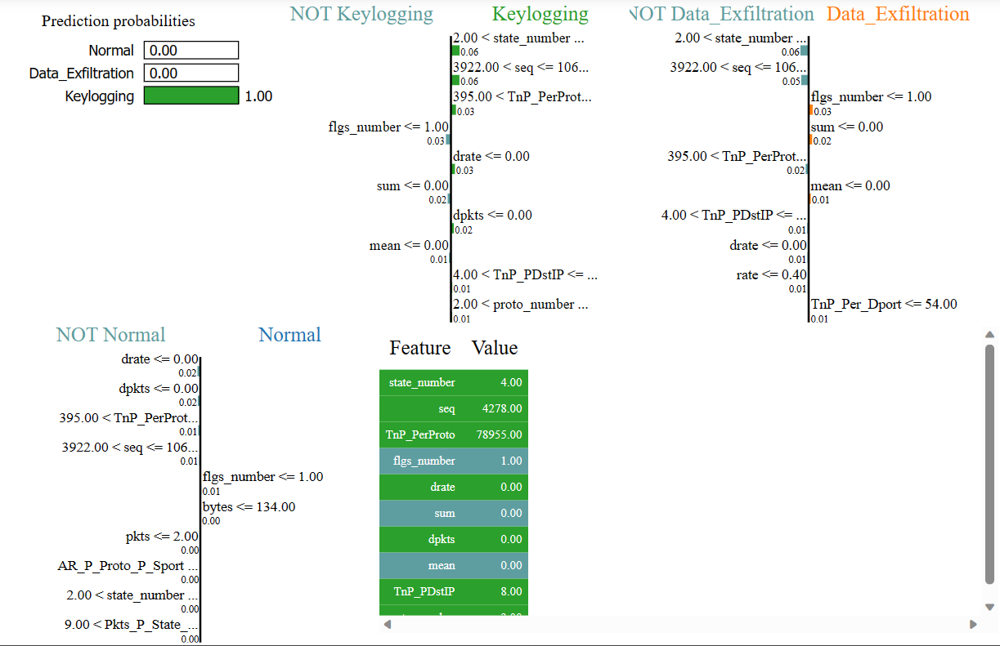 Prediction probabilities
Normal 0.00
Data_Exfiltration 0.00
Keylogging 1.00
NOT Keylogging Keylogging
2.00 < state_number ...
0.06
3922.00 < seq <= 106...
0.06
395.00 < TnP_PerProt...
0.03
flgs_number <= 1.00
0.03
drate <= 0.00
0.03
sum <= 0.00
0.02
dpkts <= 0.00
0.02
mean <= 0.00
0.01
4.00 < TnP_PDstIP <= ...
0.01
2.00 < proto_number ...
0.01
NOT Data_Exfiltration Data_Exfiltration
2.00 < state_number ...
0.06
3922.00 < seq <= 106...
0.05
flgs_number <= 1.00
0.03
sum <= 0.00
0.02
395.00 < TnP_PerProt...
0.02
mean <= 0.00
0.01
4.00 < TnP_PDstIP <= ...
0.01
drate <= 0.00
0.01
rate <= 0.40
0.01
TnP_Per_Dport <= 54.00
0.01
NOT Normal Normal
drate <= 0.00
0.02
dpkts <= 0.00
0.02
395.00 < TnP_PerProt...
0.01
3922.00 < seq <= 106...
0.01
flgs_number <= 1.00
0.01
bytes <= 134.00
0.00
pkts <= 2.00
0.00
AR_P_Proto_P_Sport ...
0.00
2.00 < state_number ...
0.00
9.00 < Pkts_P_State_...
0.00
Feature Value
state_number 4.00
seq 4278.00
TnP_PerProto 78955.00
flgs_number 1.00
drate 0.00
sum 0.00
dpkts 0.00
mean 0.00
TnP_PDstIP 8.00